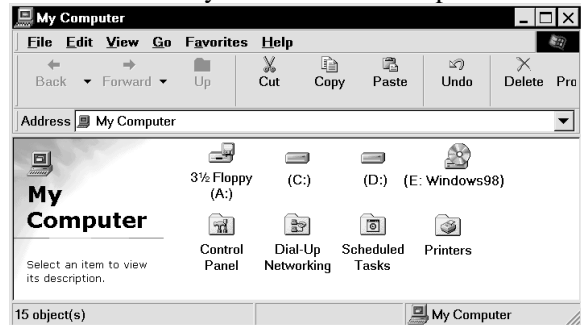 My Computer
File Edit View Go Favorites Help
Back Forward Up Cut Copy Paste Undo Delete Pro
Address My Computer
My
Computer
Select an item to view
its description.
3½ Floppy
(A:)
(C:)
(D:)
(E: Windows98)
Control
Panel
Dial-Up
Networking
Scheduled
Tasks
Printers
15 object(s)
My Computer